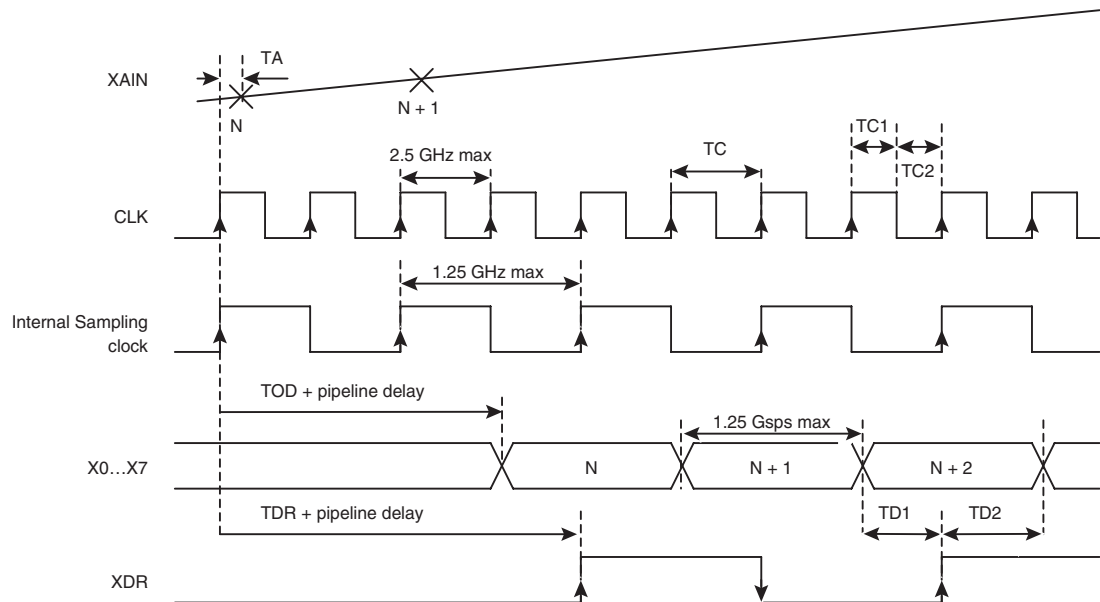 TA
XAIN
N
N + 1
TC1
2.5 GHz max
TC
TC2
CLK
1.25 GHz max
Internal Sampling
clock
TOD + pipeline delay
1.25 Gsps max
X0...X7
N
N + 1
N + 2
TDR + pipeline delay
TD1
TD2
XDR